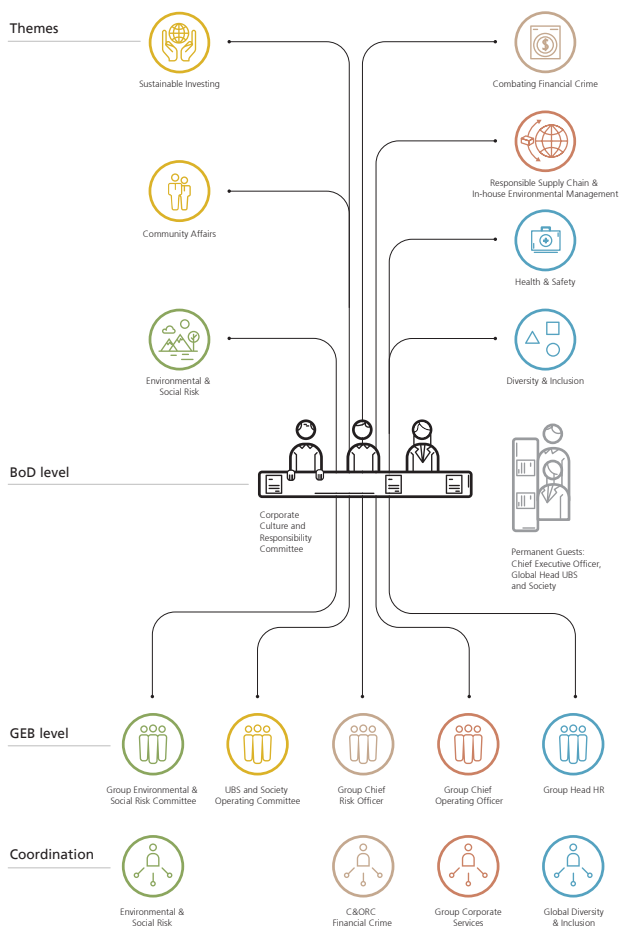 Themes
Sustainable Investing
Combating Financial Crime
Responsible Supply Chain &
In-house Environmental Management
Community Affairs
Health & Safety
Environmental &
Social Risk
Diversity & Inclusion
BoD level
Corporate
Culture and
Responsibility
Committee
Permanent Guests:
Chief Executive Officer,
Global Head UBS
and Society
GEB level
Group Environmental &
Social Risk Committee
UBS and Society
Operating Committee
Group Chief
Risk Officer
Group Chief
Operating Officer
Group Head HR
Coordination
Environmental &
Social Risk
C&ORC
Financial Crime
Group Corporate
Services
Global Diversity
& Inclusion